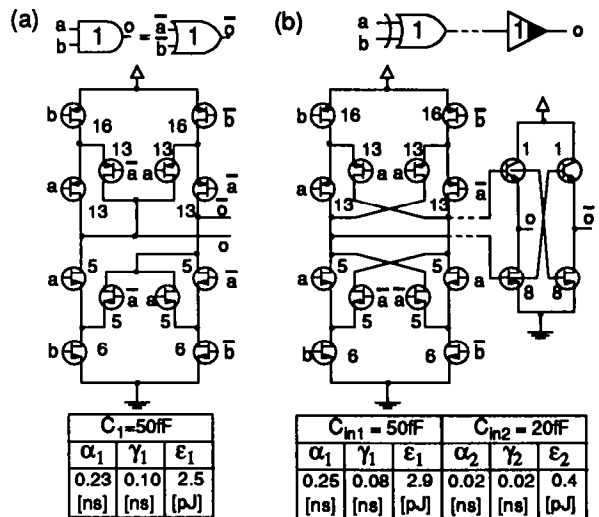 (a)
a
b
1
o
=
a̅
b̅
1
o̅
(b)
a
b
1
1
o
b
16
16
b̅
13
13
a
a̅
a
a̅
13
13
o̅
o
5
5
a
a̅
a̅
a
5
5
b
6
6
b̅
b
16
16
b̅
13
13
a
a̅
a
a̅
13
13
1
1
o
o̅
5
5
a
a
a̅
a̅
5
5
8
8
b
6
6
b̅
C₁=50fF
α₁ γ₁ ε₁
0.23 0.10 2.5
[ns] [ns] [pJ]
Cin1 = 50fF Cin2 = 20fF
α₁ γ₁ ε₁ α₂ γ₂ ε₂
0.25 0.08 2.9 0.02 0.02 0.4
[ns] [ns] [pJ] [ns] [ns] [pJ]